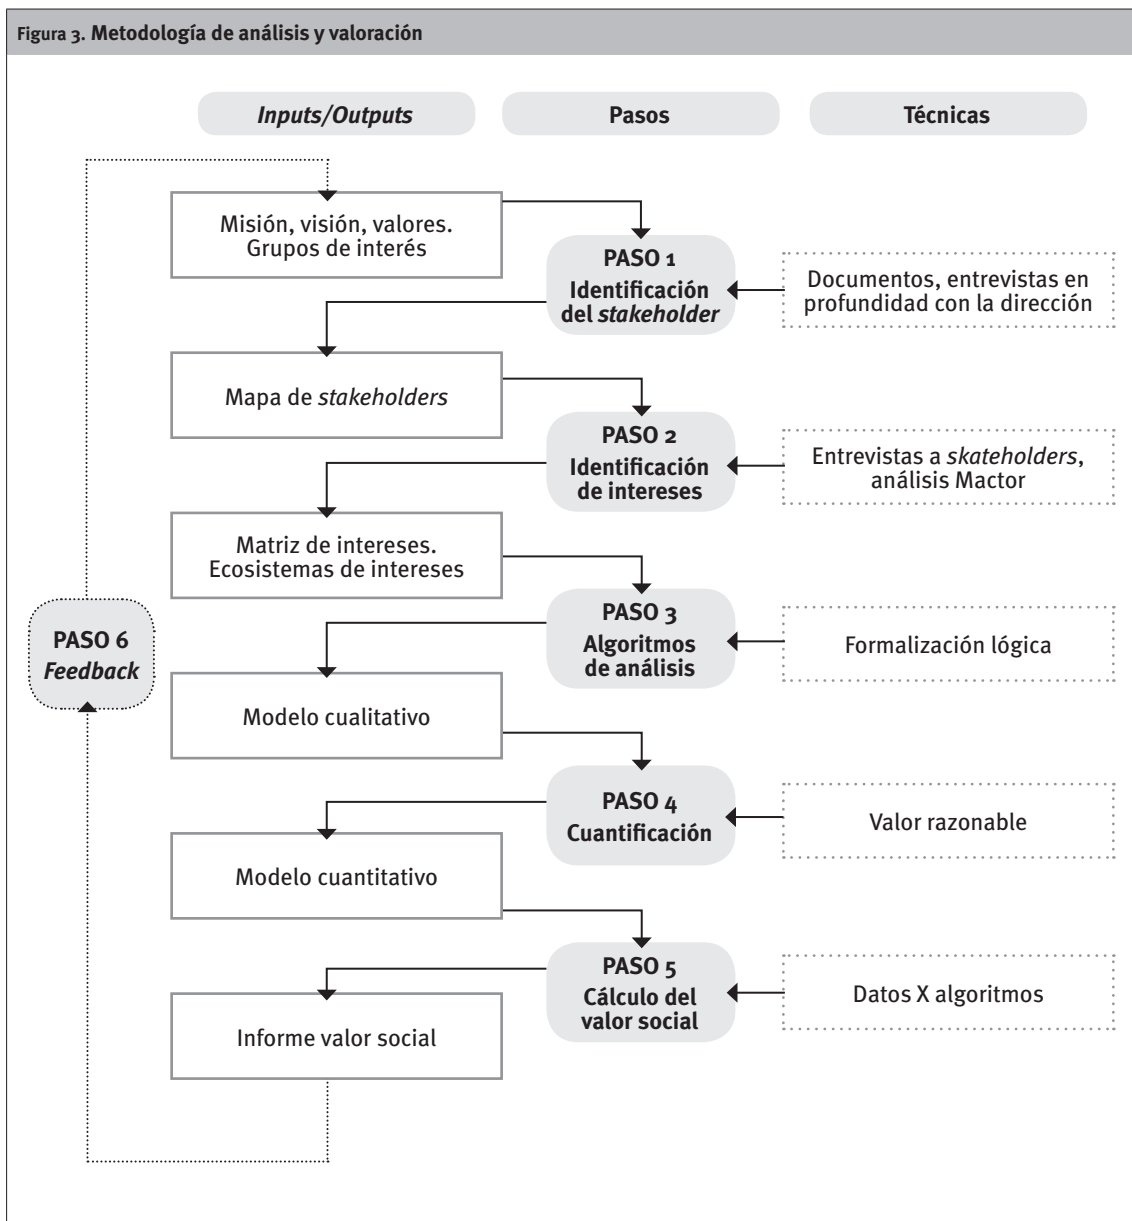 Figura 3. Metodología de análisis y valoración
Inputs/Outputs
Pasos
Técnicas
Misión, visión, valores.
Grupos de interés
PASO 1
Identificación
del stakeholder
Documentos, entrevistas en
profundidad con la dirección
Mapa de stakeholders
PASO 2
Identificación
de intereses
Entrevistas a skateholders,
análisis Mactor
Matriz de intereses.
Ecosistemas de intereses
PASO 3
Algoritmos
de análisis
Formalización lógica
PASO 6
Feedback
Modelo cualitativo
PASO 4
Cuantificación
Valor razonable
Modelo cuantitativo
PASO 5
Cálculo del
valor social
Datos X algoritmos
Informe valor social